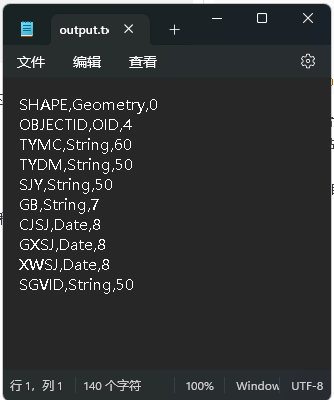 output.tx
文件 编辑 查看
SHAPE,Geometry,0
OBJECTID,OID,4
TYMC,String,60
TYDM,String,50
SJY,String,50
GB,String,7
CJSJ,Date,8
GXSJ,Date,8
XWSJ,Date,8
SGVID,String,50
行 1，列 1 140 个字符 100% Window UTF-8